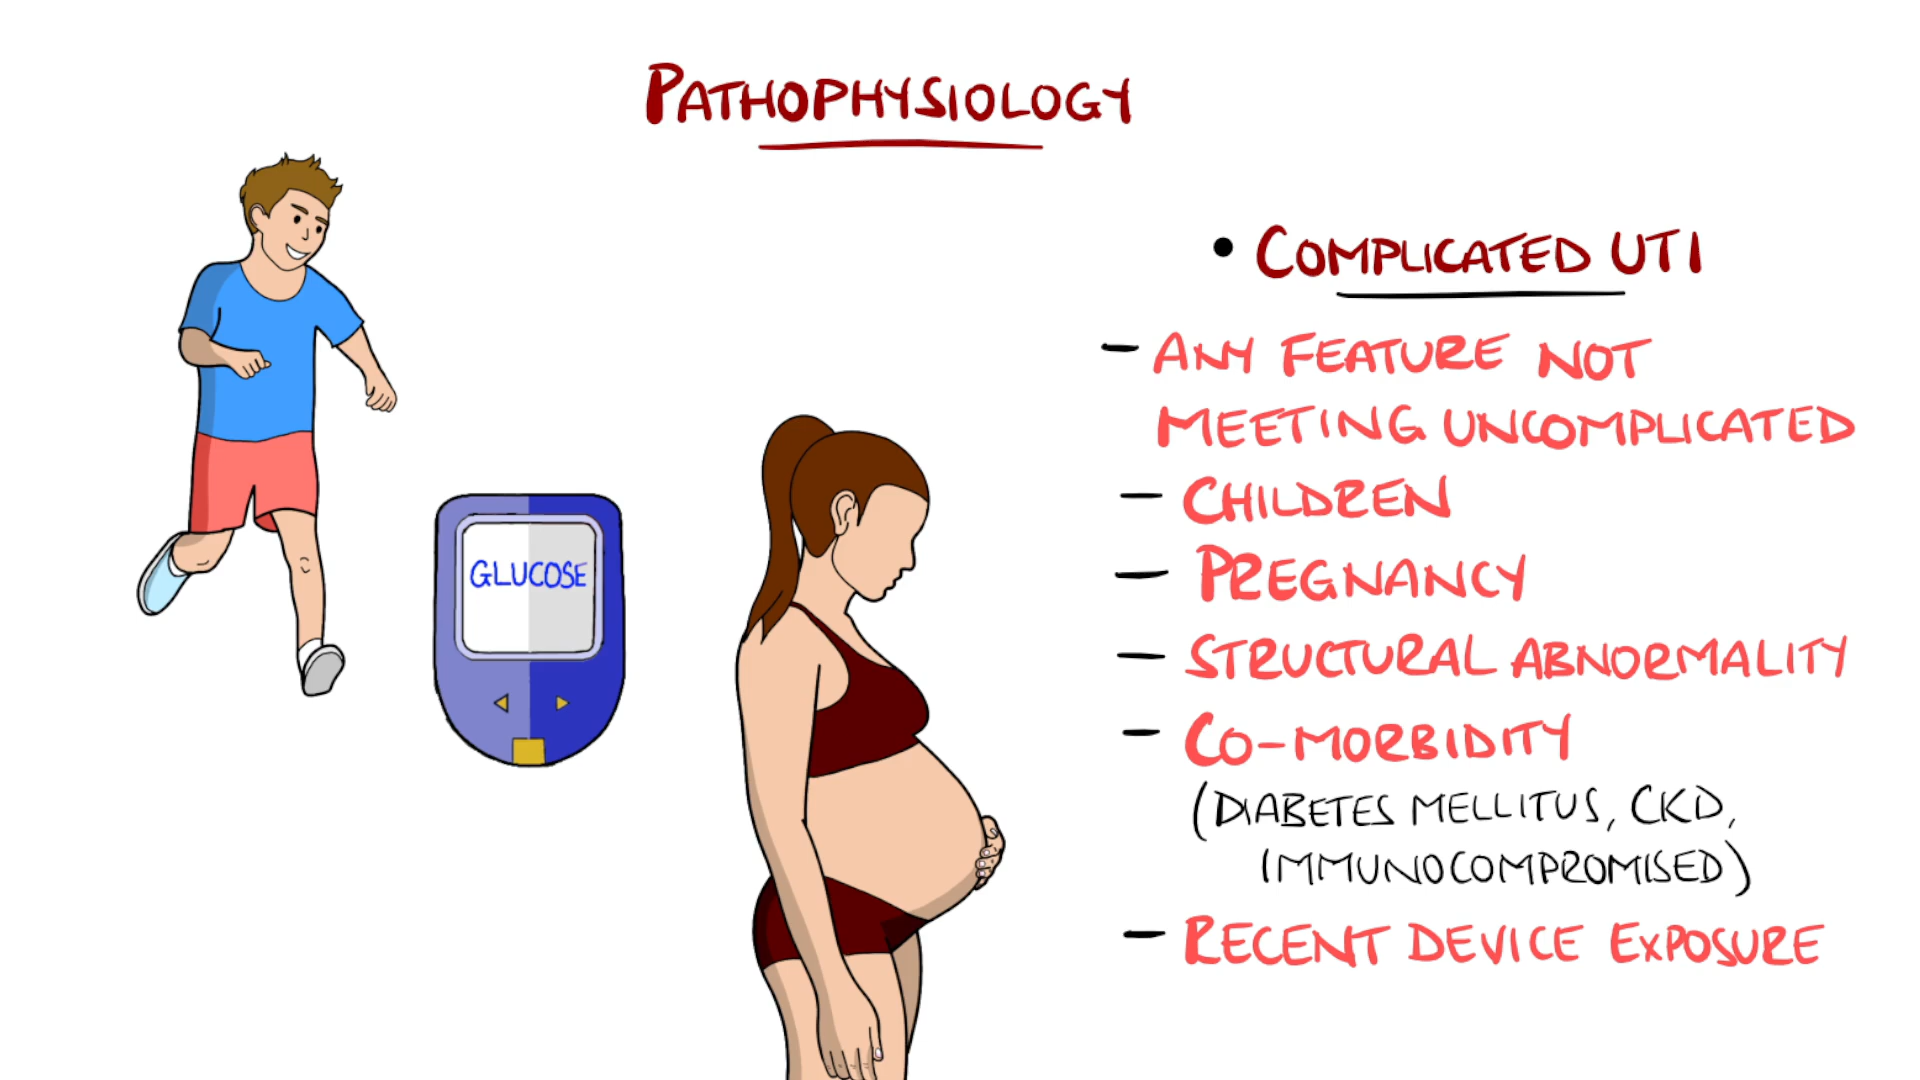 PATHOPHYSIOLOGY
• COMPLICATED UTI
- ANY FEATURE NOT
MEETING UNCOMPLICATED
- CHILDREN
- PREGNANCY
- STRUCTURAL ABNORMALITY
- CO-MORBIDITY
(DIABETES MELLITUS, CKD,
IMMUNOCOMPROMISED)
- RECENT DEVICE EXPOSURE
GLUCOSE